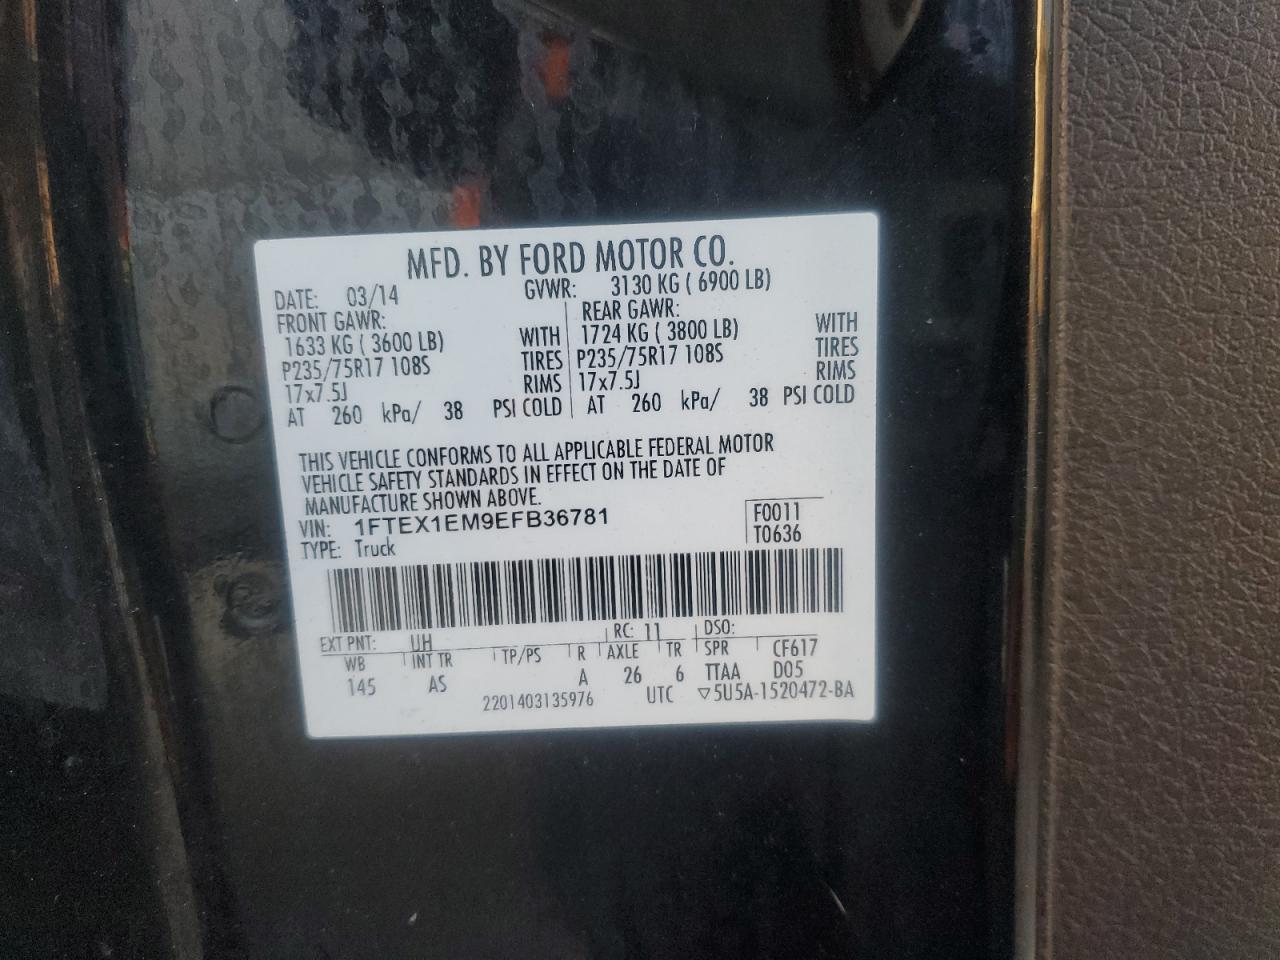 MFD. BY FORD MOTOR CO.
DATE: 03/14 GVWR: 3130 KG ( 6900 LB)
FRONT GAWR: REAR GAWR:
1633 KG ( 3600 LB) WITH 1724 KG ( 3800 LB) WITH
P235/75R17 108S TIRES P235/75R17 108S TIRES
17x7.5J RIMS 17x7.5J RIMS
AT 260 kPa/ 38 PSI COLD AT 260 kPa/ 38 PSI COLD
THIS VEHICLE CONFORMS TO ALL APPLICABLE FEDERAL MOTOR
VEHICLE SAFETY STANDARDS IN EFFECT ON THE DATE OF
MANUFACTURE SHOWN ABOVE.
VIN: 1FTEX1EM9EFB36781 F0011
TYPE: Truck T0636
EXT PNT: UH RC: 11 DSO:
WB INT TR TP/PS R AXLE TR SPR CF617
145 AS A 26 6 TTAA D05
2201403135976 UTC ▽5U5A-1520472-BA